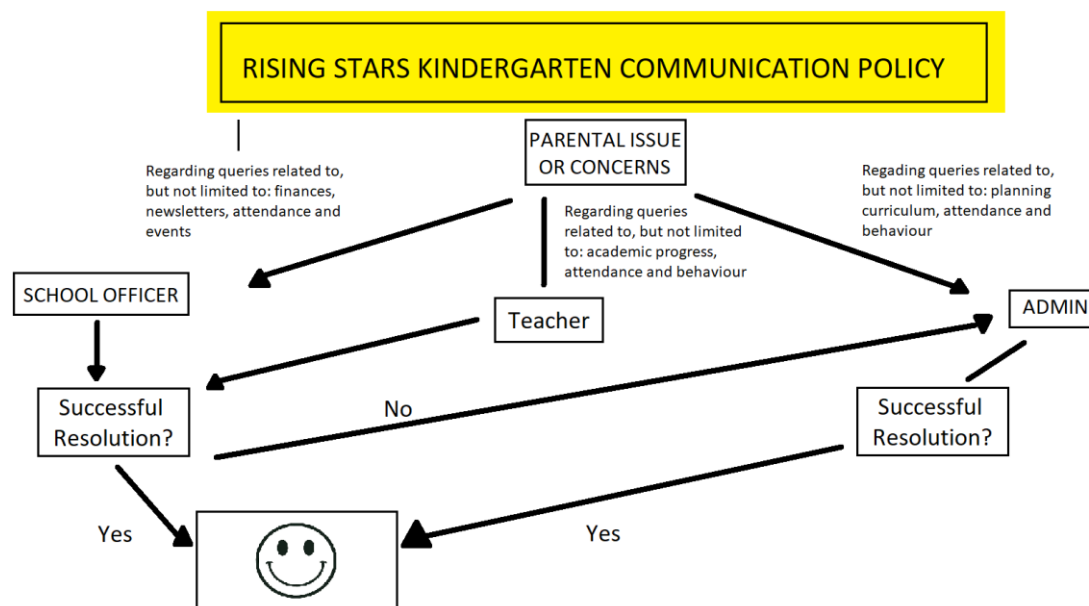 RISING STARS KINDERGARTEN COMMUNICATION POLICY
PARENTAL ISSUE
OR CONCERNS
Regarding queries related to,
but not limited to: finances,
newsletters, attendance and
events
Regarding queries
related to, but not limited
to: academic progress,
attendance and behaviour
Regading queries related to,
but not limited to: planning
curriculum, attendance and
behaviour
SCHOOL OFFICER
Teacher
ADMIN
Successful
Resolution?
No
Successful
Resolution?
Yes
Yes